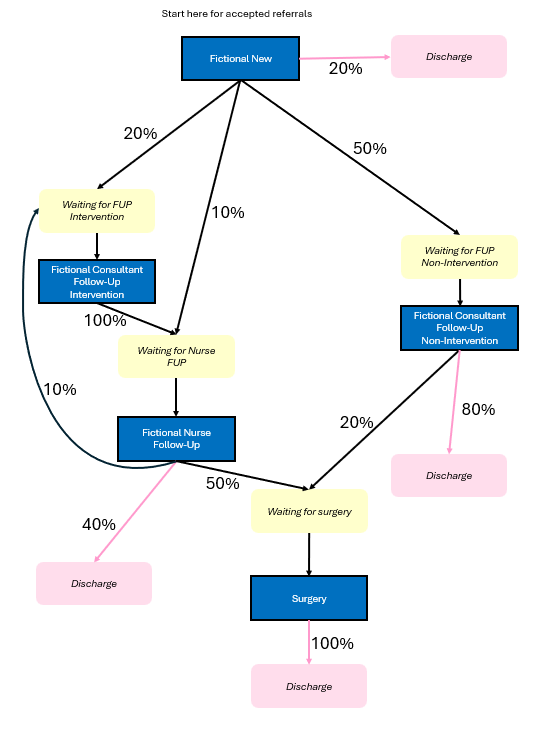 Start here for accepted referrals
Fictional New
20%
Discharge
20%
50%
Waiting for FUP
Intervention
10%
Waiting for FUP
Non-Intervention
Fictional Consultant
Follow-Up
Intervention
Fictional Consultant
Follow-Up
Non-Intervention
100%
Waiting for Nurse
FUP
10%
80%
20%
Fictional Nurse
Follow-Up
50%
Discharge
Waiting for surgery
40%
Discharge
Surgery
100%
Discharge